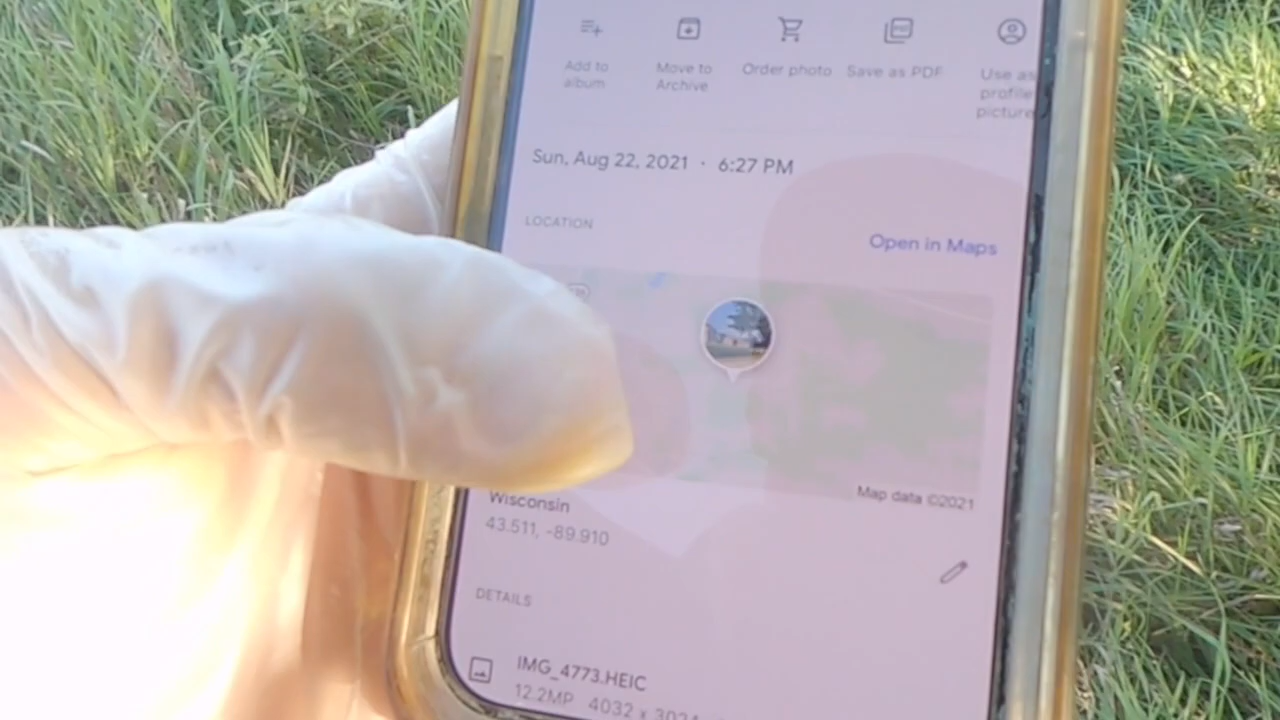 Add to album
Move to Archive
Order photo
Save as PDF
Use as profile picture
Sun, Aug 22, 2021 · 6:27 PM
LOCATION
Open in Maps
Map data ©2021
Wisconsin
43.511, -89.910
DETAILS
IMG_4773.HEIC
12.2MP 4032 x 3024